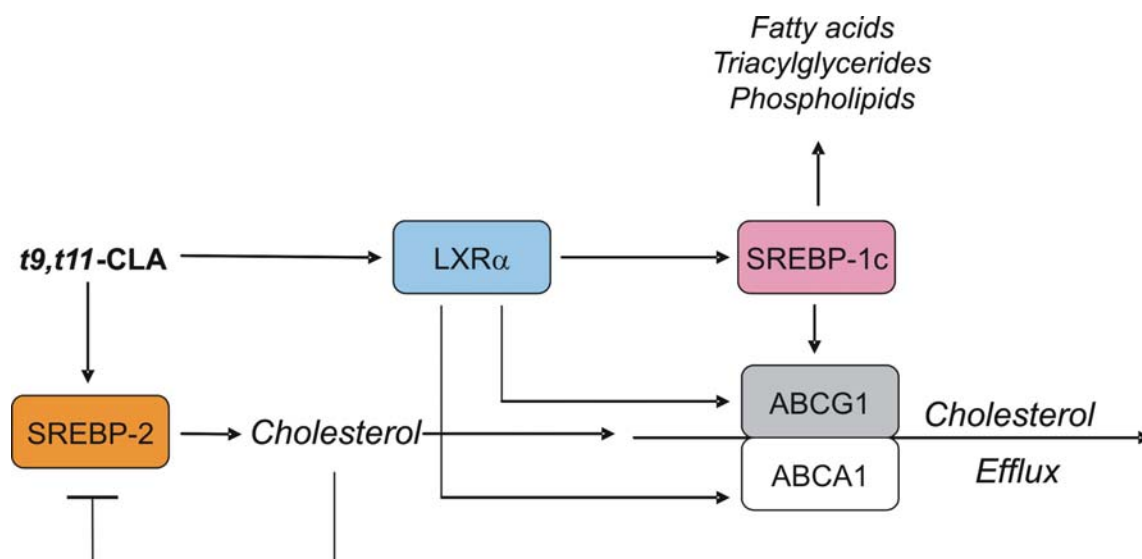 Fatty acids
Triacylglycerides
Phospholipids
t9,t11-CLA
LXRα
SREBP-1c
SREBP-2
Cholesterol
ABCG1
ABCA1
Cholesterol
Efflux